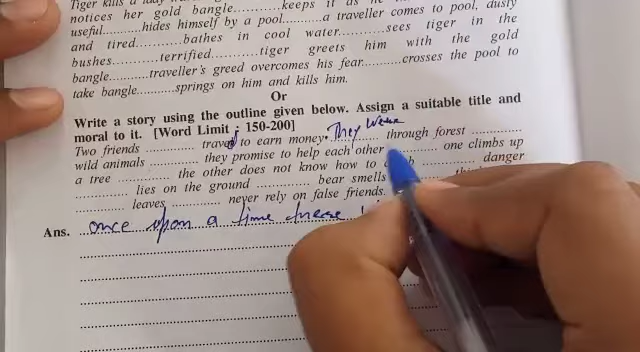 Tiger kills a lady
notices her gold bangle............keeps it as
useful.........hides himself by a pool.........a traveller comes to pool, dusty
and tired...........bathes in cool water...........sees tiger in the
bushes...........terrified...........tiger greets him with the gold
bangle..........traveller's greed overcomes his fear..........crosses the pool to
take bangle..........springs on him and kills him.
Or
Write a story using the outline given below. Assign a suitable title and
moral to it. [Word Limit : 150-200]
Two friends ............ travel to earn money. They were through forest ............
wild animals ............ they promise to help each other ............ one climbs up
a tree ............ the other does not know how to ............ danger
............ lies on the ground ............ bear smells
............ leaves ............ never rely on false friends.
Ans. once upon a time